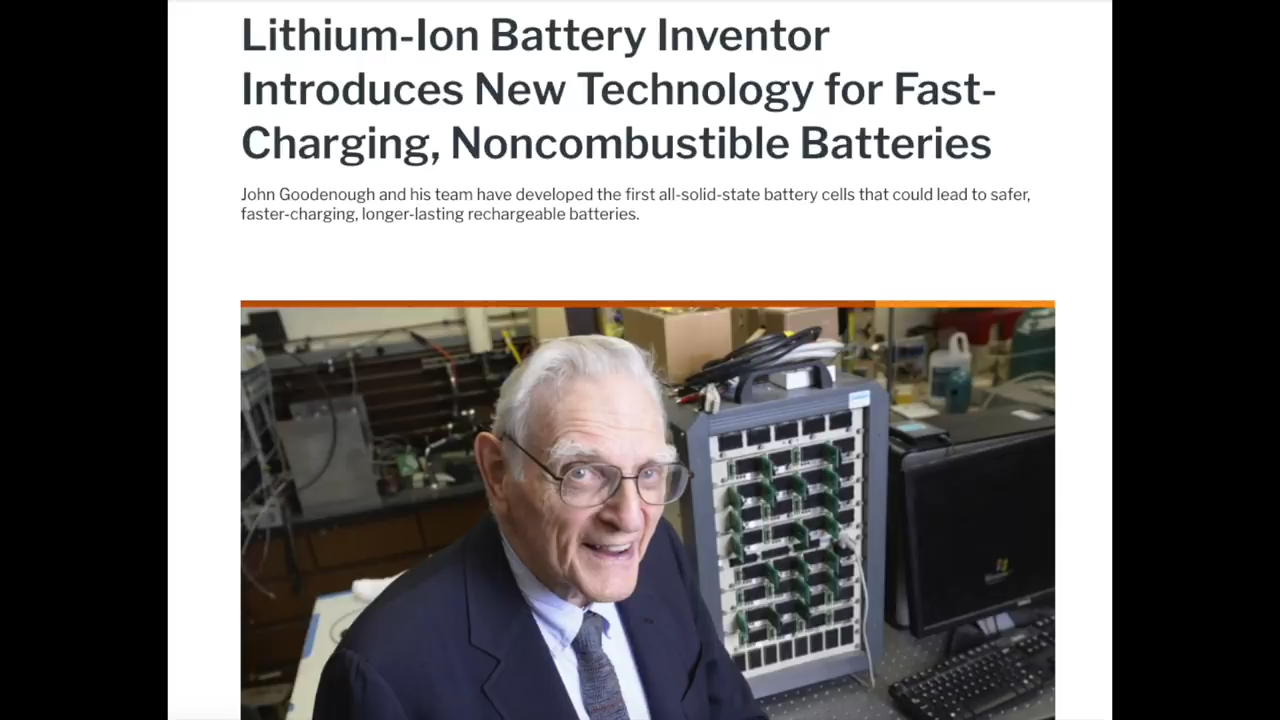 Lithium-Ion Battery Inventor
Introduces New Technology for Fast-
Charging, Noncombustible Batteries
John Goodenough and his team have developed the first all-solid-state battery cells that could lead to safer,
faster-charging, longer-lasting rechargeable batteries.